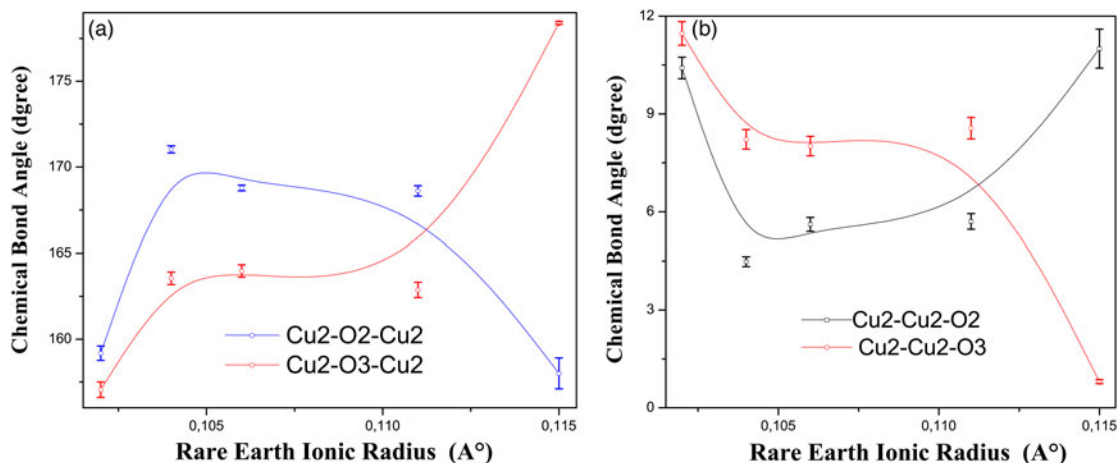 (a)
Chemical Bond Angle (dgree)
175
170
165
160
Cu2-O2-Cu2
Cu2-O3-Cu2
0,105
0,110
0,115
Rare Earth Ionic Radius (A°)
(b)
Chemical Bond Angle (dgree)
12
9
6
3
0
Cu2-Cu2-O2
Cu2-Cu2-O3
0,105
0,110
0,115
Rare Earth Ionic Radius (A°)